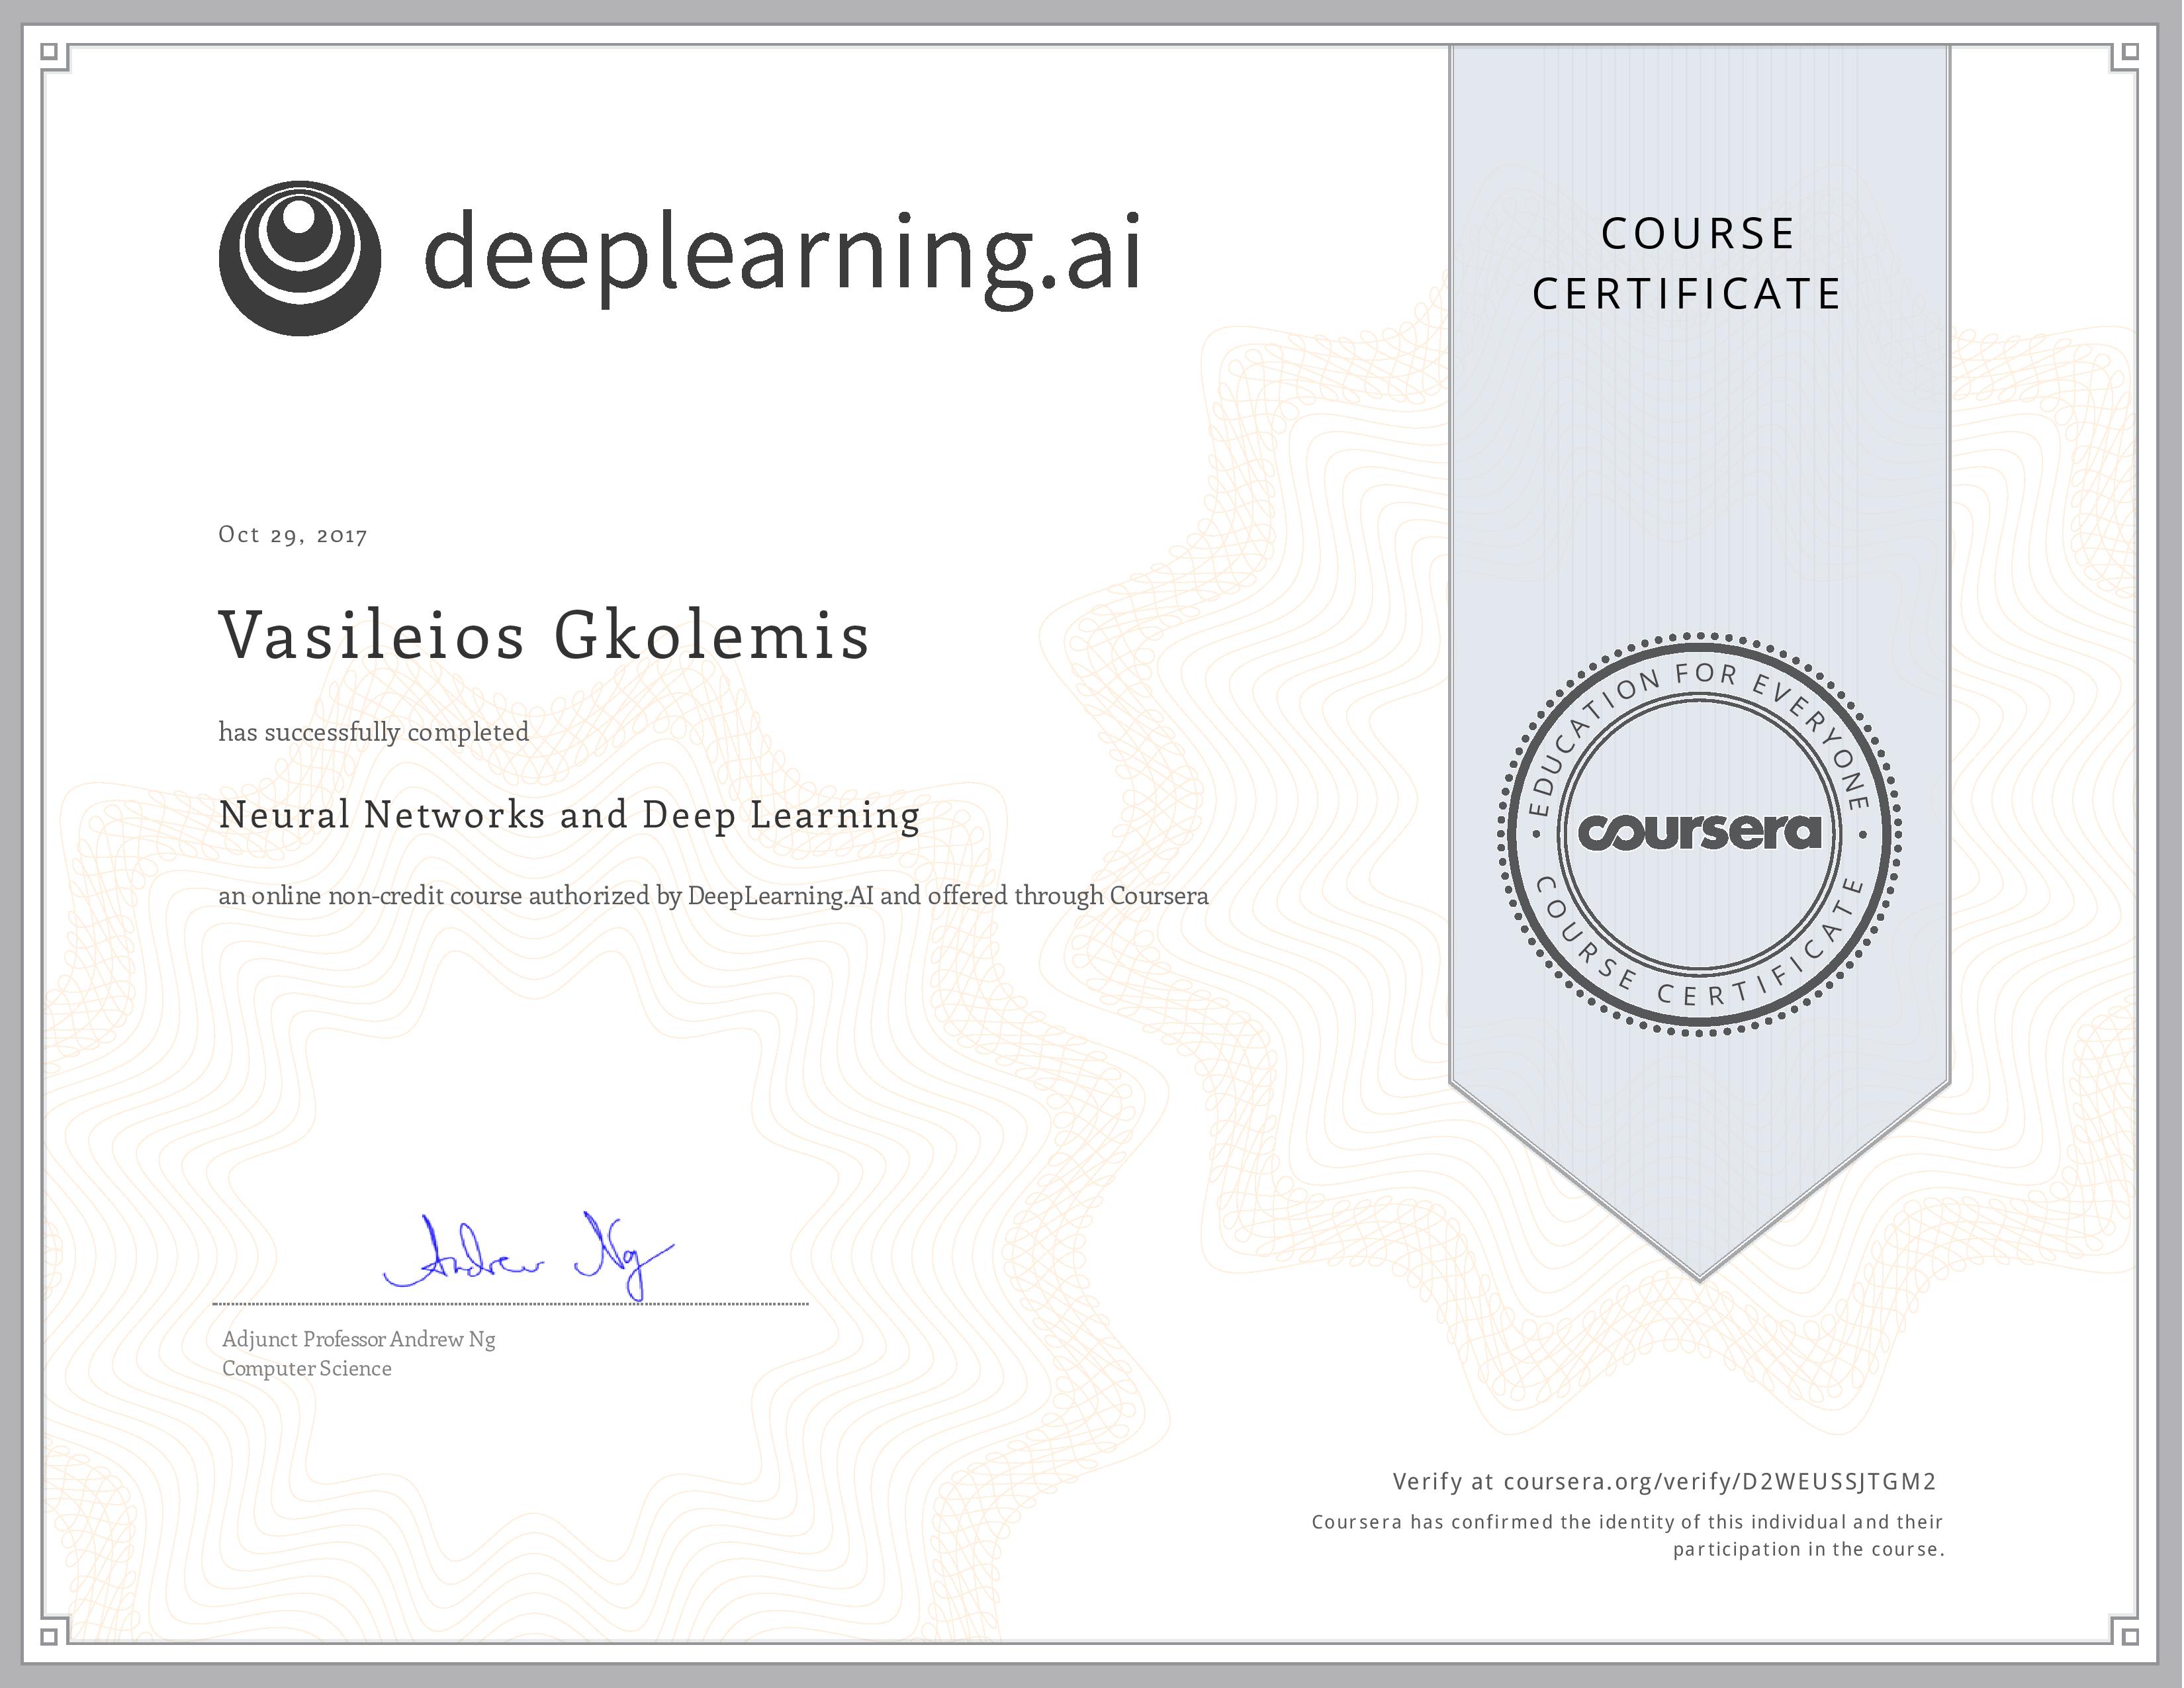 deeplearning.ai
COURSE
CERTIFICATE
Oct 29, 2017
Vasileios Gkolemis
has successfully completed
Neural Networks and Deep Learning
an online non-credit course authorized by DeepLearning.AI and offered through Coursera
EDUCATION FOR EVERYONE
coursera
COURSE CERTIFICATE
Andrew Ng
Adjunct Professor Andrew Ng
Computer Science
Verify at coursera.org/verify/D2WEUSSJTGM2
Coursera has confirmed the identity of this individual and their
participation in the course.